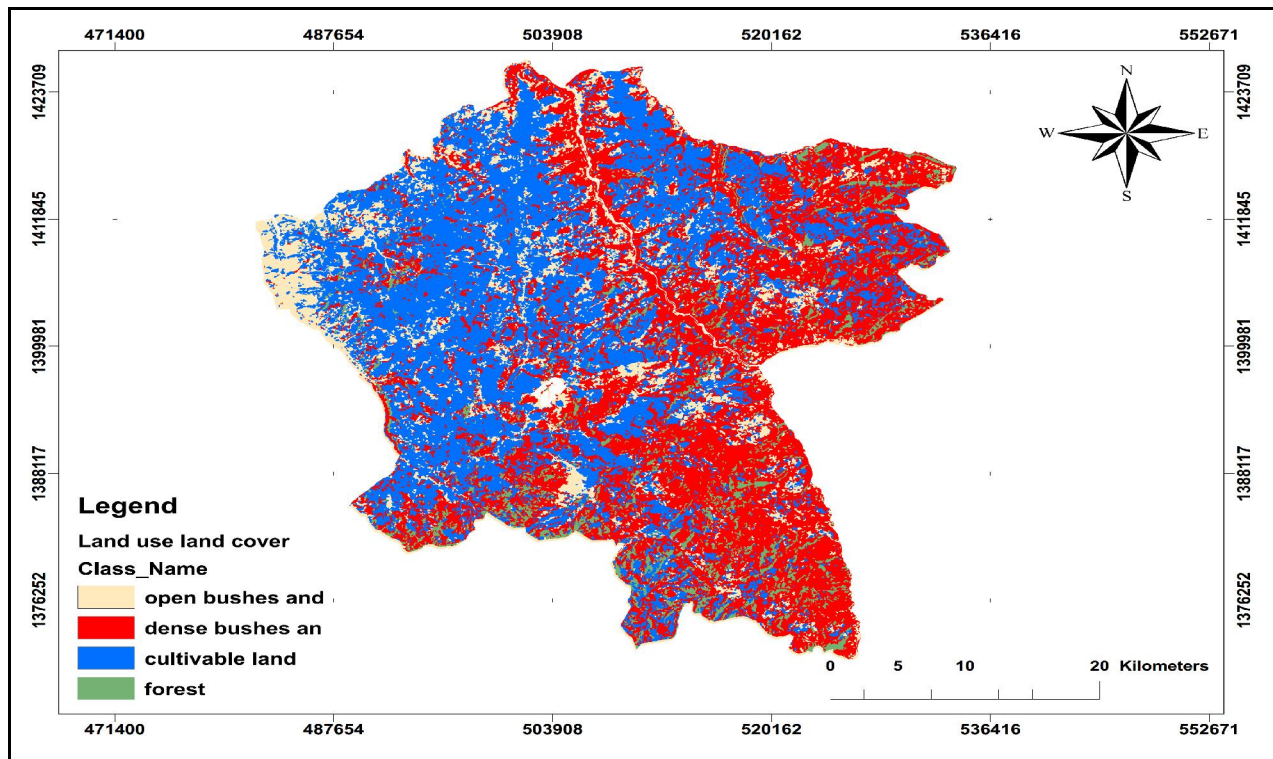 471400 487654 503908 520162 536416 552671
1423709 1423709
N
W E
S
1411845 1411845
1399981 1399981
1388117 1388117
1376252 1376252
Legend
Land use land cover
Class_Name
open bushes and
dense bushes an
cultivable land
forest
0 5 10 20 Kilometers
471400 487654 503908 520162 536416 552671